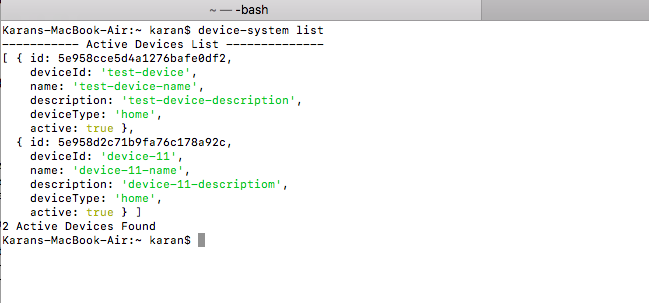 ~ — -bash
Karans-MacBook-Air:~ karan$ device-system list
----------- Active Devices List --------------
[ { id: 5e958cce5d4a1276bafe0df2,
deviceId: 'test-device',
name: 'test-device-name',
description: 'test-device-description',
deviceType: 'home',
active: true },
{ id: 5e958d2c71b9fa76c178a92c,
deviceId: 'device-11',
name: 'device-11-name',
description: 'device-11-descriptiom',
deviceType: 'home',
active: true } ]
2 Active Devices Found
Karans-MacBook-Air:~ karan$